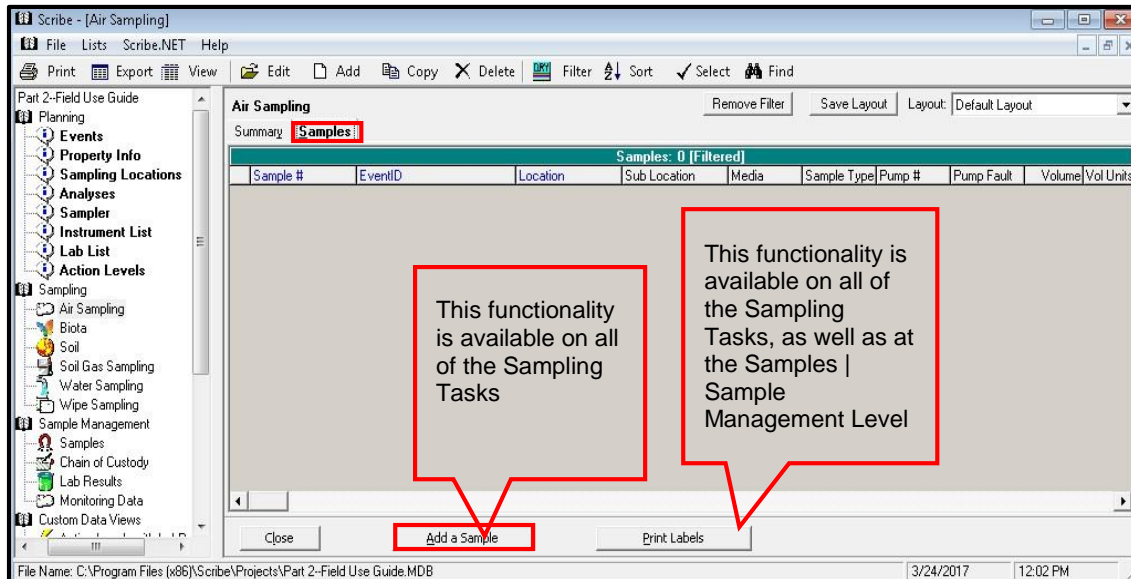 Scribe - [Air Sampling]
File Lists Scribe.NET Help
Print Export View Edit Add Copy Delete QRY Filter Sort Select Find
Part 2--Field Use Guide
Planning
Events
Property Info
Sampling Locations
Analyses
Sampler
Instrument List
Lab List
Action Levels
Sampling
Air Sampling
Biota
Soil
Soil Gas Sampling
Water Sampling
Wipe Sampling
Sample Management
Samples
Chain of Custody
Lab Results
Monitoring Data
Custom Data Views
Air Sampling
Remove Filter Save Layout Layout: Default Layout
Summary Samples
Samples: 0 [Filtered]
Sample # EventID Location Sub Location Media Sample Type Pump # Pump Fault Volume Vol Units
This functionality
is available on all
of the Sampling
Tasks
This functionality is
available on all of
the Sampling
Tasks, as well as at
the Samples |
Sample
Management Level
Close Add a Sample Print Labels
File Name: C:\Program Files (x86)\Scribe\Projects\Part 2--Field Use Guide.MDB 3/24/2017 12:02 PM